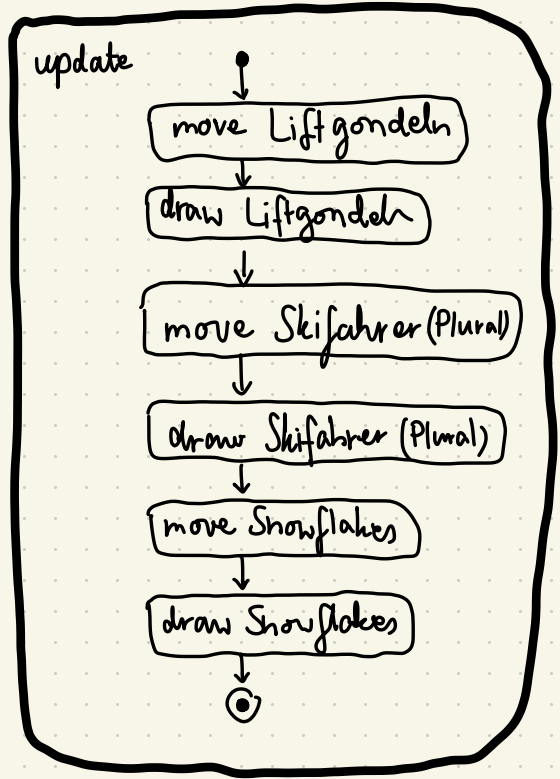 update
move Liftgondeln
draw Liftgondeln
move Skifahrer (Plural)
draw Skifahrer (Plural)
move Snowflakes
draw Snowflakes